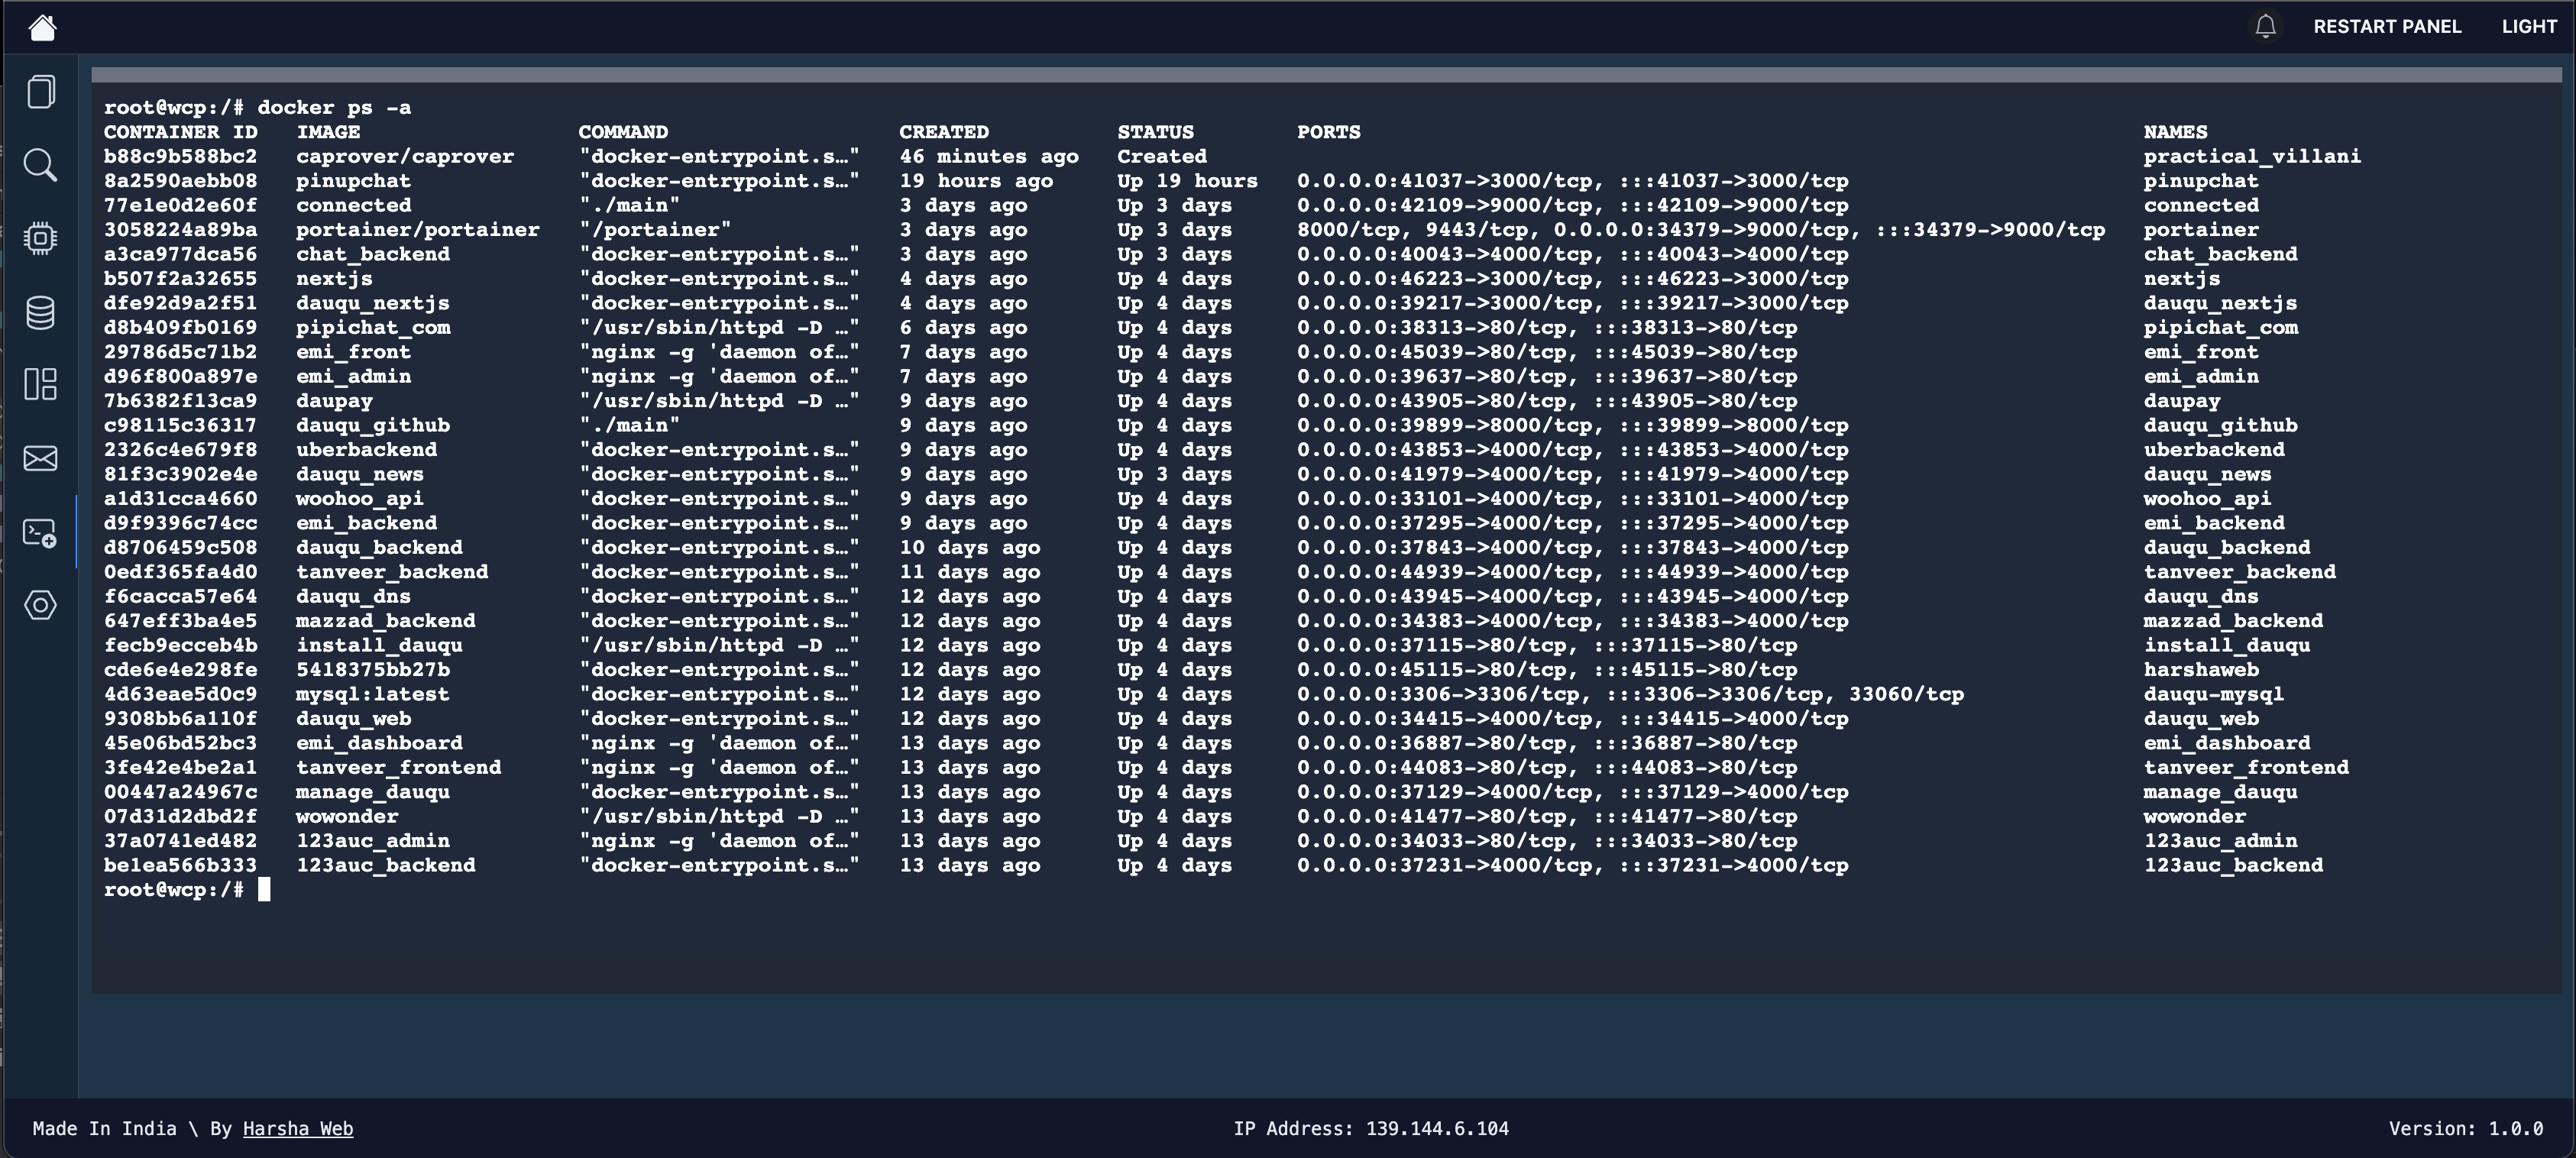 RESTART PANEL LIGHT
root@wcp:/# docker ps -a
CONTAINER ID IMAGE COMMAND CREATED STATUS PORTS NAMES
b88c9b588bc2 caprover/caprover "docker-entrypoint.s…" 46 minutes ago Created practical_villani
8a2590aebb08 pinupchat "docker-entrypoint.s…" 19 hours ago Up 19 hours 0.0.0.0:41037->3000/tcp, :::41037->3000/tcp pinupchat
77e1e0d2e60f connected "./main" 3 days ago Up 3 days 0.0.0.0:42109->9000/tcp, :::42109->9000/tcp connected
3058224a89ba portainer/portainer "/portainer" 3 days ago Up 3 days 8000/tcp, 9443/tcp, 0.0.0.0:34379->9000/tcp, :::34379->9000/tcp portainer
a3ca977dca56 chat_backend "docker-entrypoint.s…" 3 days ago Up 3 days 0.0.0.0:40043->4000/tcp, :::40043->4000/tcp chat_backend
b507f2a32655 nextjs "docker-entrypoint.s…" 4 days ago Up 4 days 0.0.0.0:46223->3000/tcp, :::46223->3000/tcp nextjs
dfe92d9a2f51 dauqu_nextjs "docker-entrypoint.s…" 4 days ago Up 4 days 0.0.0.0:39217->3000/tcp, :::39217->3000/tcp dauqu_nextjs
d8b409fb0169 pipichat_com "/usr/sbin/httpd -D …" 6 days ago Up 4 days 0.0.0.0:38313->80/tcp, :::38313->80/tcp pipichat_com
29786d5c71b2 emi_front "nginx -g 'daemon of…" 7 days ago Up 4 days 0.0.0.0:45039->80/tcp, :::45039->80/tcp emi_front
d96f800a897e emi_admin "nginx -g 'daemon of…" 7 days ago Up 4 days 0.0.0.0:39637->80/tcp, :::39637->80/tcp emi_admin
7b6382f13ca9 daupay "/usr/sbin/httpd -D …" 9 days ago Up 4 days 0.0.0.0:43905->80/tcp, :::43905->80/tcp daupay
c98115c36317 dauqu_github "./main" 9 days ago Up 4 days 0.0.0.0:39899->8000/tcp, :::39899->8000/tcp dauqu_github
2326c4e679f8 uberbackend "docker-entrypoint.s…" 9 days ago Up 4 days 0.0.0.0:43853->4000/tcp, :::43853->4000/tcp uberbackend
81f3c3902e4e dauqu_news "docker-entrypoint.s…" 9 days ago Up 3 days 0.0.0.0:41979->4000/tcp, :::41979->4000/tcp dauqu_news
a1d31cca4660 woohoo_api "docker-entrypoint.s…" 9 days ago Up 4 days 0.0.0.0:33101->4000/tcp, :::33101->4000/tcp woohoo_api
d9f9396c74cc emi_backend "docker-entrypoint.s…" 9 days ago Up 4 days 0.0.0.0:37295->4000/tcp, :::37295->4000/tcp emi_backend
d8706459c508 dauqu_backend "docker-entrypoint.s…" 10 days ago Up 4 days 0.0.0.0:37843->4000/tcp, :::37843->4000/tcp dauqu_backend
0edf365fa4d0 tanveer_backend "docker-entrypoint.s…" 11 days ago Up 4 days 0.0.0.0:44939->4000/tcp, :::44939->4000/tcp tanveer_backend
f6cacca57e64 dauqu_dns "docker-entrypoint.s…" 12 days ago Up 4 days 0.0.0.0:43945->4000/tcp, :::43945->4000/tcp dauqu_dns
647eff3ba4e5 mazzad_backend "docker-entrypoint.s…" 12 days ago Up 4 days 0.0.0.0:34383->4000/tcp, :::34383->4000/tcp mazzad_backend
fecb9ecceb4b install_dauqu "/usr/sbin/httpd -D …" 12 days ago Up 4 days 0.0.0.0:37115->80/tcp, :::37115->80/tcp install_dauqu
cde6e4e298fe 5418375bb27b "docker-entrypoint.s…" 12 days ago Up 4 days 0.0.0.0:45115->80/tcp, :::45115->80/tcp harshaweb
4d63eae5d0c9 mysql:latest "docker-entrypoint.s…" 12 days ago Up 4 days 0.0.0.0:3306->3306/tcp, :::3306->3306/tcp, 33060/tcp dauqu-mysql
9308bb6a110f dauqu_web "docker-entrypoint.s…" 12 days ago Up 4 days 0.0.0.0:34415->4000/tcp, :::34415->4000/tcp dauqu_web
45e06bd52bc3 emi_dashboard "nginx -g 'daemon of…" 13 days ago Up 4 days 0.0.0.0:36887->80/tcp, :::36887->80/tcp emi_dashboard
3fe42e4be2a1 tanveer_frontend "nginx -g 'daemon of…" 13 days ago Up 4 days 0.0.0.0:44083->80/tcp, :::44083->80/tcp tanveer_frontend
00447a24967c manage_dauqu "docker-entrypoint.s…" 13 days ago Up 4 days 0.0.0.0:37129->4000/tcp, :::37129->4000/tcp manage_dauqu
07d31d2dbd2f wowonder "/usr/sbin/httpd -D …" 13 days ago Up 4 days 0.0.0.0:41477->80/tcp, :::41477->80/tcp wowonder
37a0741ed482 123auc_admin "nginx -g 'daemon of…" 13 days ago Up 4 days 0.0.0.0:34033->80/tcp, :::34033->80/tcp 123auc_admin
be1ea566b333 123auc_backend "docker-entrypoint.s…" 13 days ago Up 4 days 0.0.0.0:37231->4000/tcp, :::37231->4000/tcp 123auc_backend
root@wcp:/#
Made In India \ By Harsha Web IP Address: 139.144.6.104 Version: 1.0.0